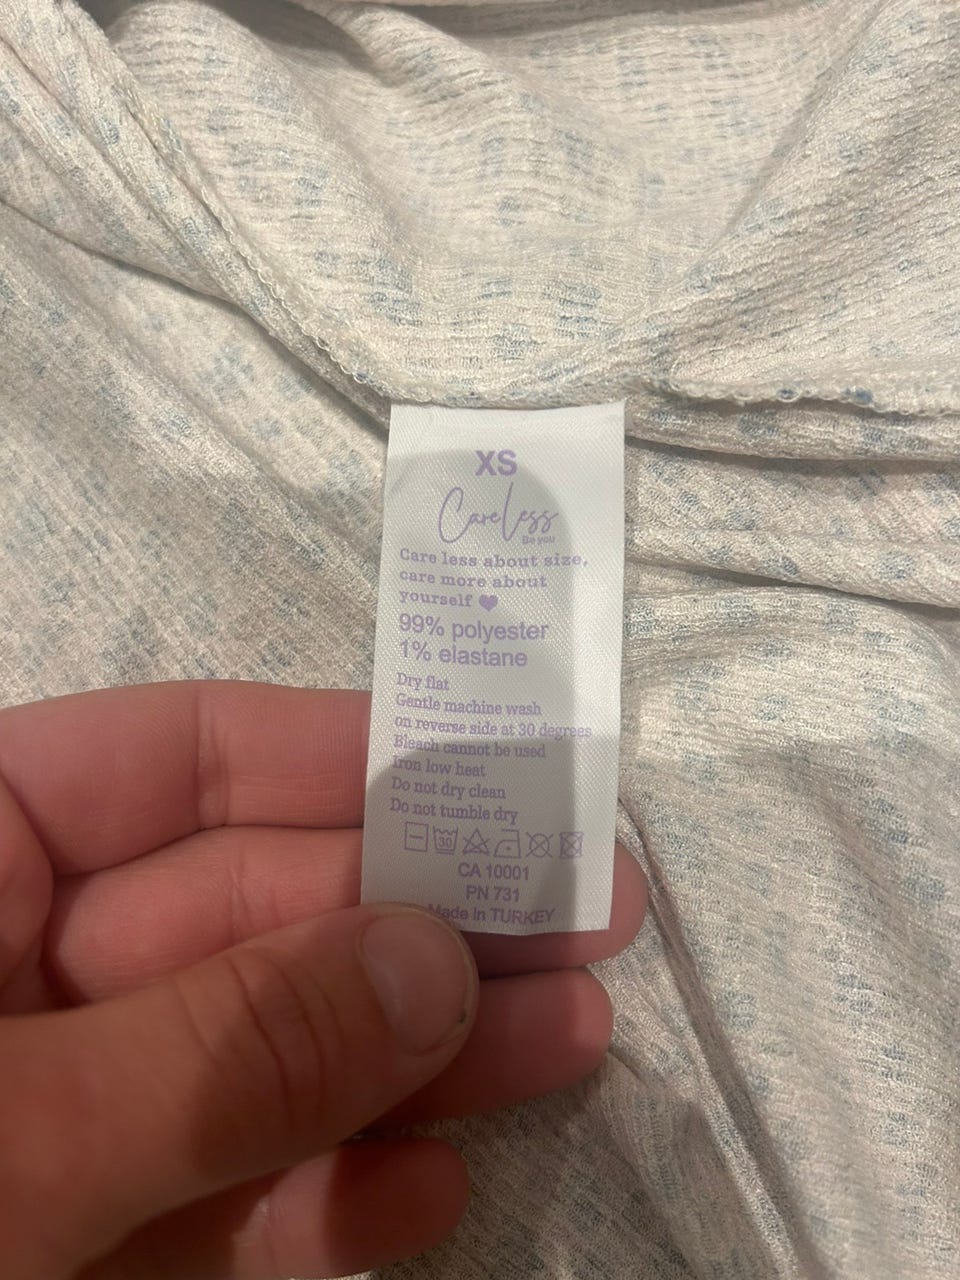 XS
CareLess
Be you
Care less about size,
care more about
yourself
99% polyester
1% elastane
Dry flat
Gentle machine wash
on reverse side at 30 degrees
Bleach cannot be used
Iron low heat
Do not dry clean
Do not tumble dry
30
CA 10001
PN 731
Made In TURKEY